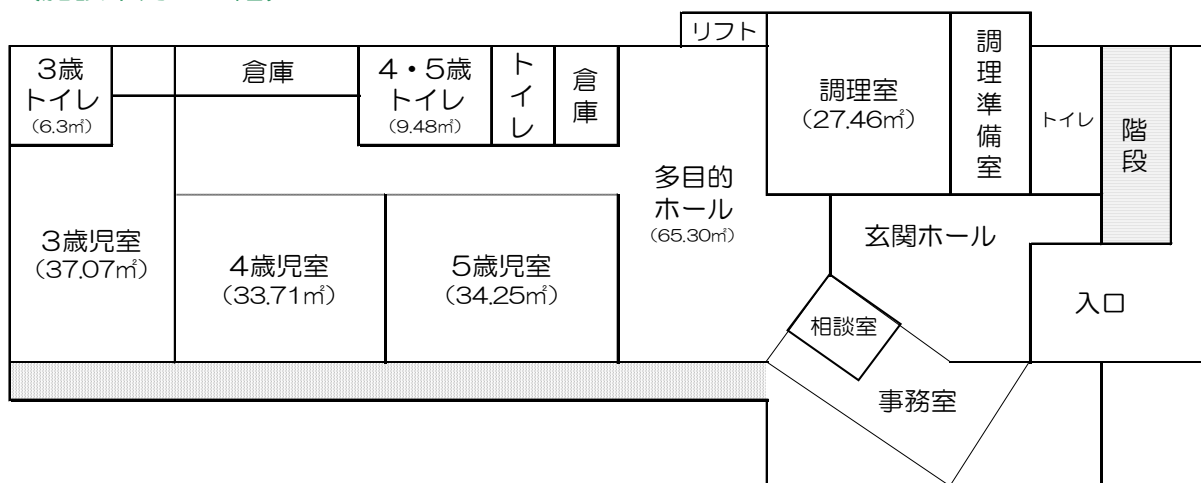 リフト
3歳
トイレ
(6.3㎡)
倉庫
4・5歳
トイレ
(9.48㎡)
トイレ
倉庫
調理室
(27.46㎡)
調理準備室
トイレ
階段
多目的
ホール
(65.30㎡)
3歳児室
(37.07㎡)
4歳児室
(33.71㎡)
5歳児室
(34.25㎡)
玄関ホール
入口
相談室
事務室